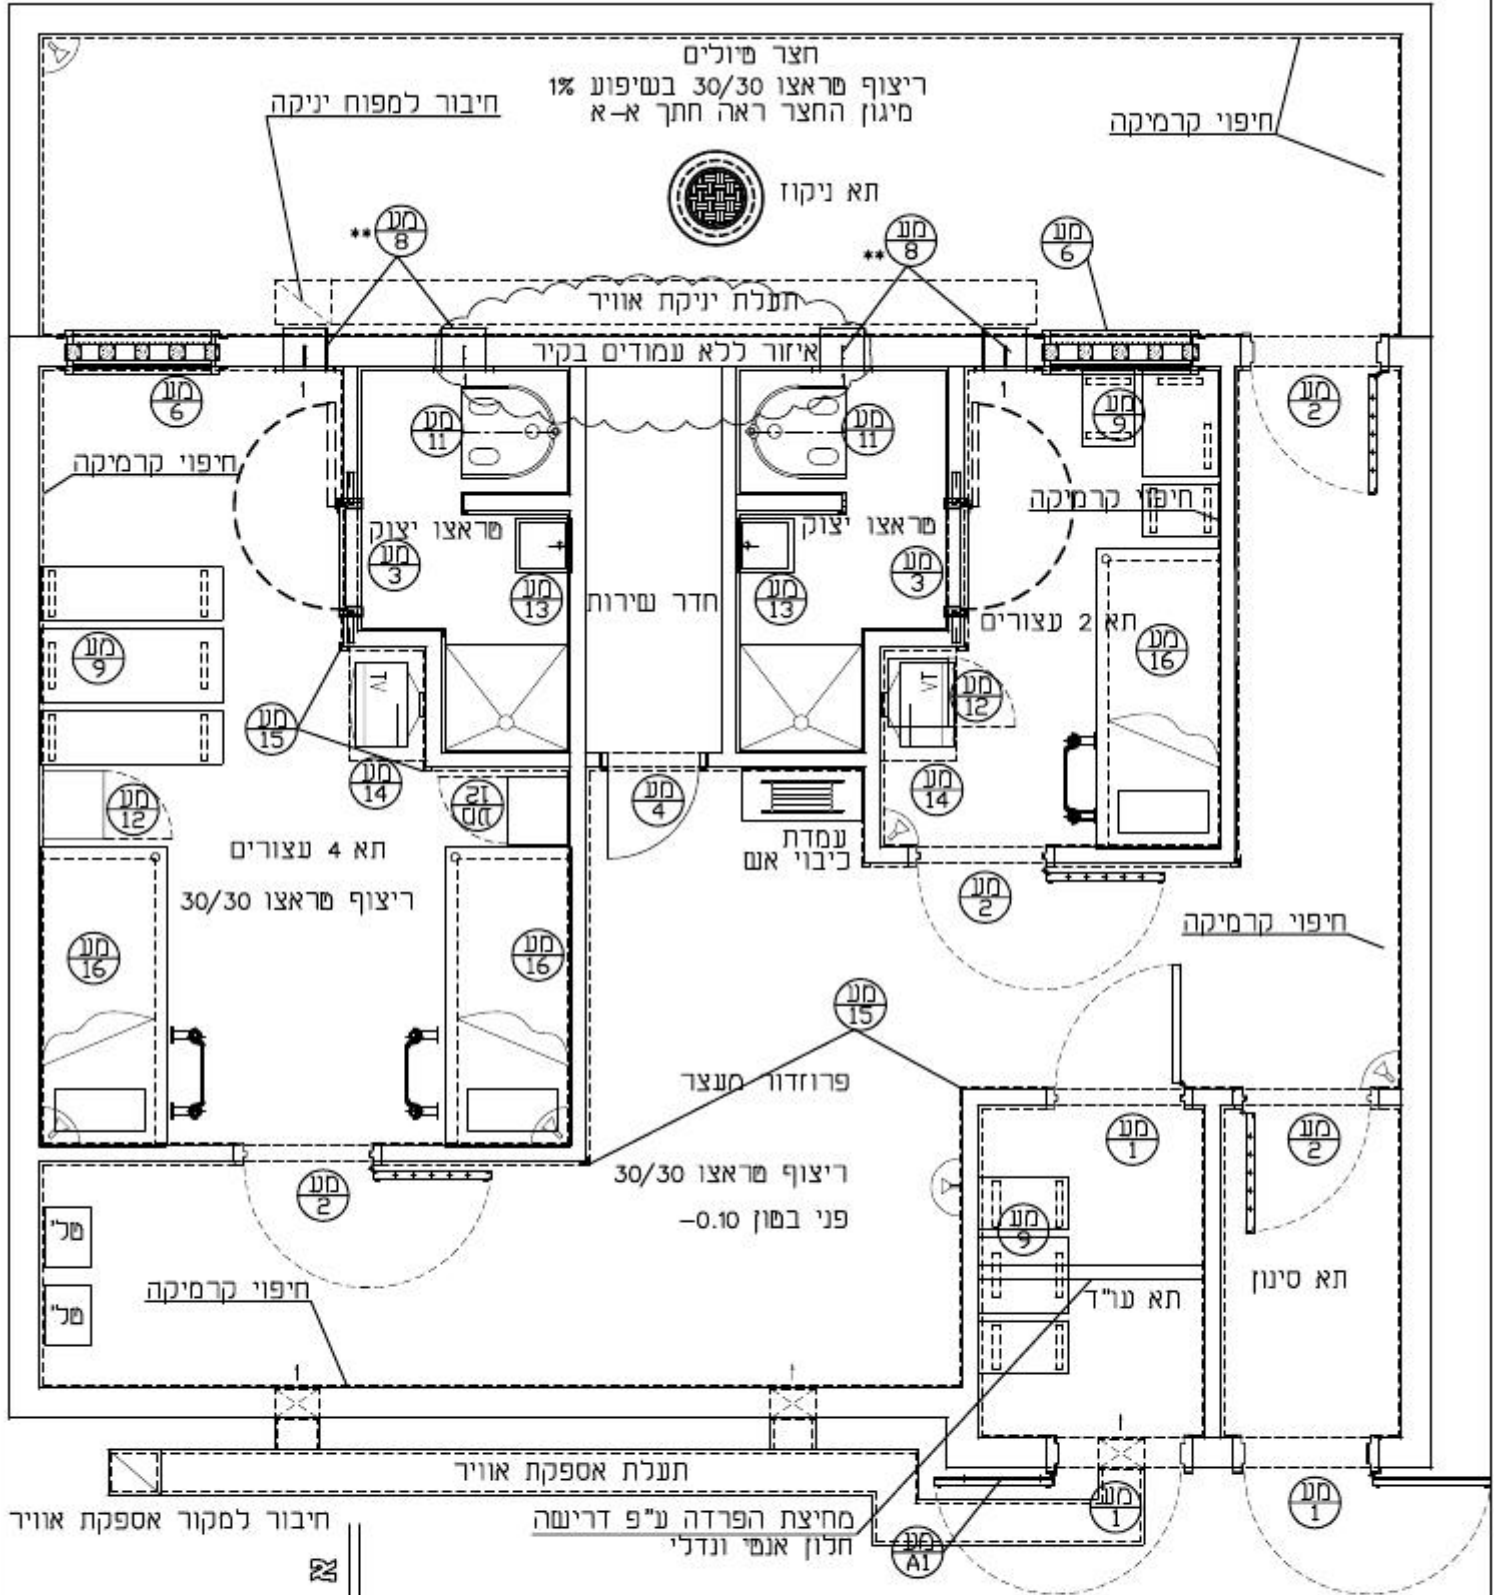 חצר טיולים
ריצוף טראצו 30/30 בשיפוע 1%
מיגון החצר ראה חתך א-א
חיבור למפוח יניקה
חיפוי קרמיקה
תא ניקוז
** מע 8
** מע 8
מע 6
תעלת יניקת אוויר
איזור ללא עמודים בקיר
מע 6
מע 11
מע 11
מע 9
מע 2
חיפוי קרמיקה
חיפוי קרמיקה
טראצו יצוק
טראצו יצוק
מע 3
מע 13
חדר שירות
מע 13
מע 3
תא 2 עצורים
מע 9
מע 16
TV
TV
מע 12
מע 15
מע 14
מע 14
מע 12
מע 12
מע 4
עמדת
כיבוי אש
תא 4 עצורים
ריצוף טראצו 30/30
מע 2
חיפוי קרמיקה
מע 16
מע 16
מע 15
פרוזדור מעצר
ריצוף טראצו 30/30
פני בטון 0.10-
מע 1
מע 2
מע 2
טל'
טל'
מע 9
חיפוי קרמיקה
תא עו"ד
תא סינון
תעלת אספקת אוויר
חיבור למקור אספקת אוויר
מחיצת הפרדה ע"פ דרישה
חלון אנטי ונדלי
מע 1
מע 1
מע A1